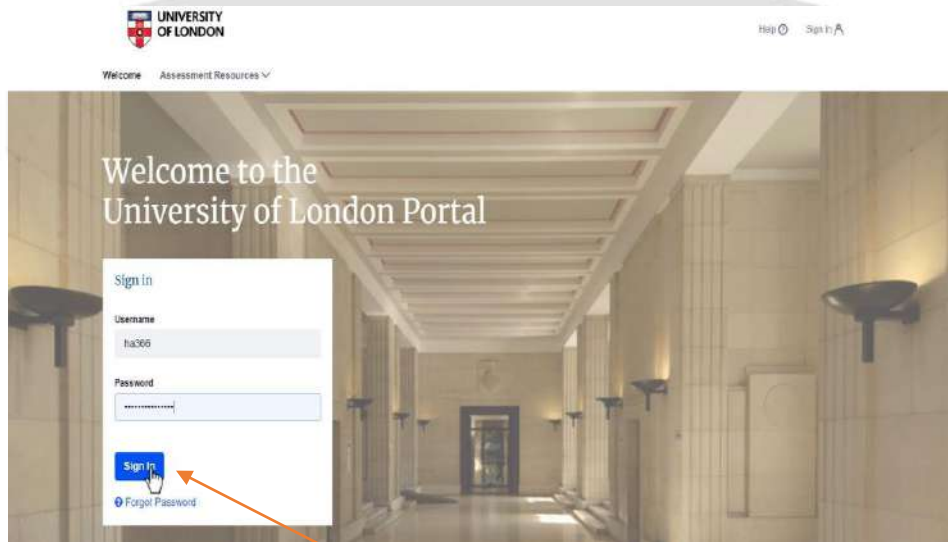 UNIVERSITY
OF LONDON
Help Sign In
Welcome Assessment Resources
Welcome to the
University of London Portal
Sign in
Username
ha366
Password
Sign In
Forgot Password